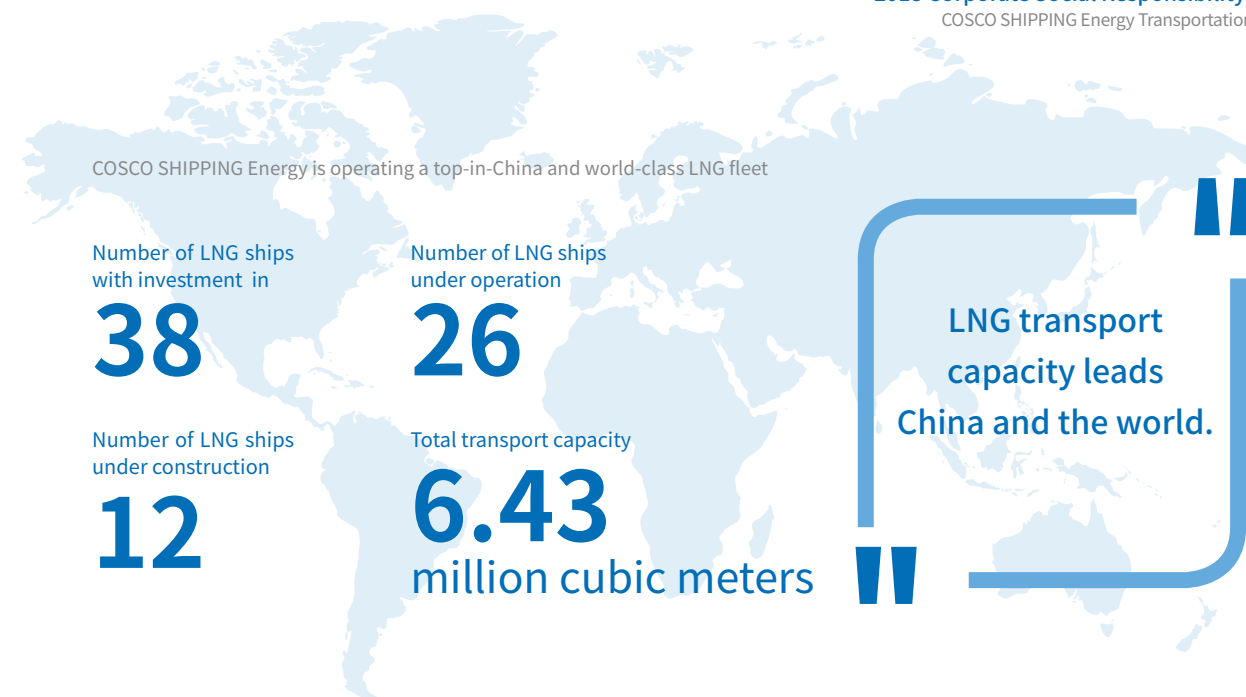 COSCO SHIPPING Energy Transportation
COSCO SHIPPING Energy is operating a top-in-China and world-class LNG fleet
Number of LNG ships
with investment in
38
Number of LNG ships
under operation
26
Number of LNG ships
under construction
12
Total transport capacity
6.43
million cubic meters
"
LNG transport
capacity leads
China and the world.
"